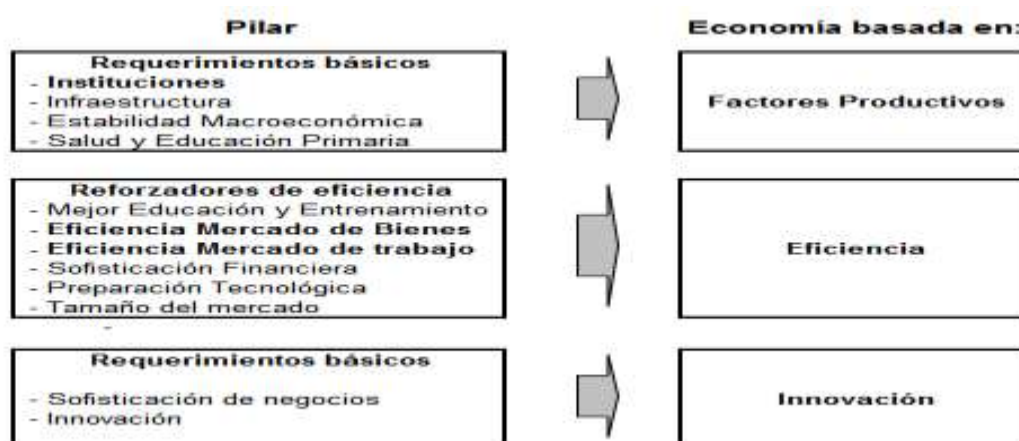 Pilar
Economía basada en:
Requerimientos básicos
- Instituciones
- Infraestructura
- Estabilidad Macroeconómica
- Salud y Educación Primaria
Factores Productivos
Reforzadores de eficiencia
- Mejor Educación y Entrenamiento
- Eficiencia Mercado de Bienes
- Eficiencia Mercado de trabajo
- Sofisticación Financiera
- Preparación Tecnológica
- Tamaño del mercado
-
Eficiencia
Requerimientos básicos
- Sofisticación de negocios
- Innovación
Innovación